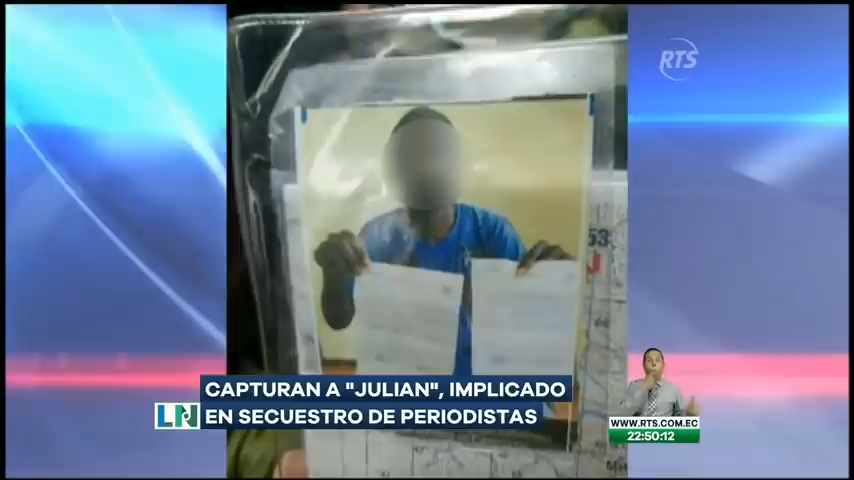 RTS
53
CAPTURAN A "JULIAN", IMPLICADO
EN SECUESTRO DE PERIODISTAS
LN
WWW.RTS.COM.EC
22:50:12